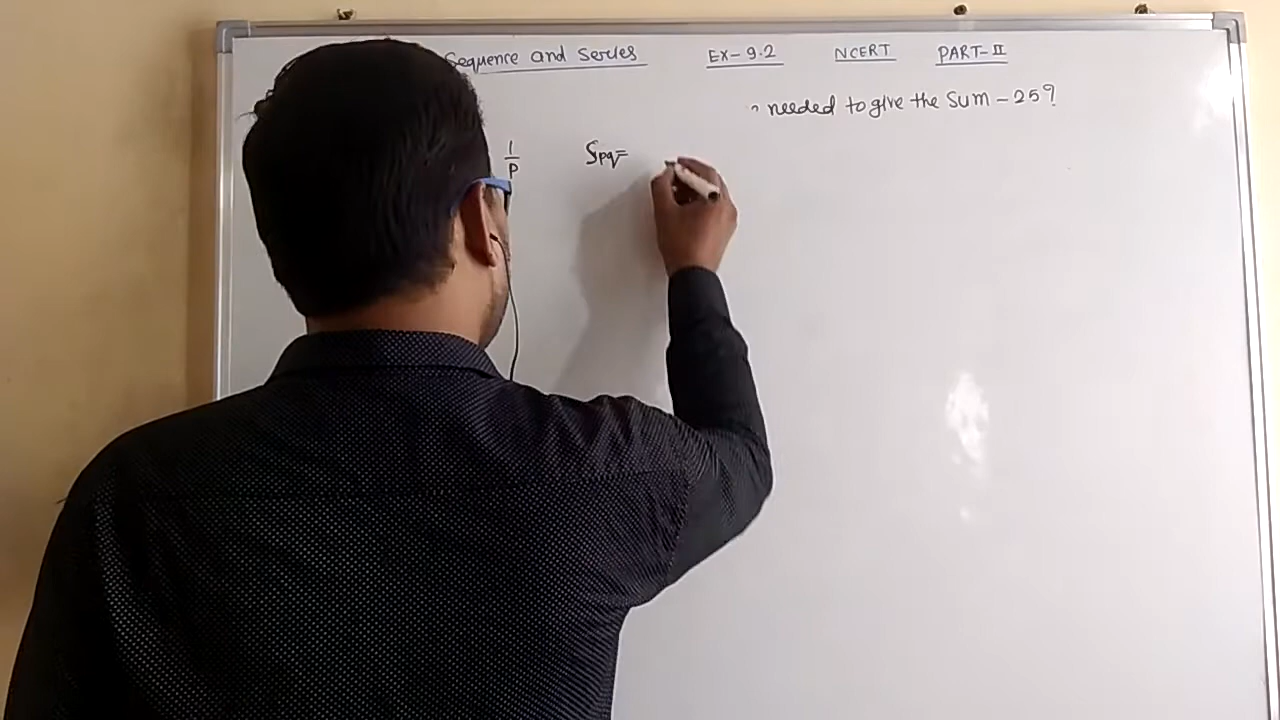 Sequence and Series EX-9.2 NCERT PART-II
needed to give the Sum -25?
1/P Spq=